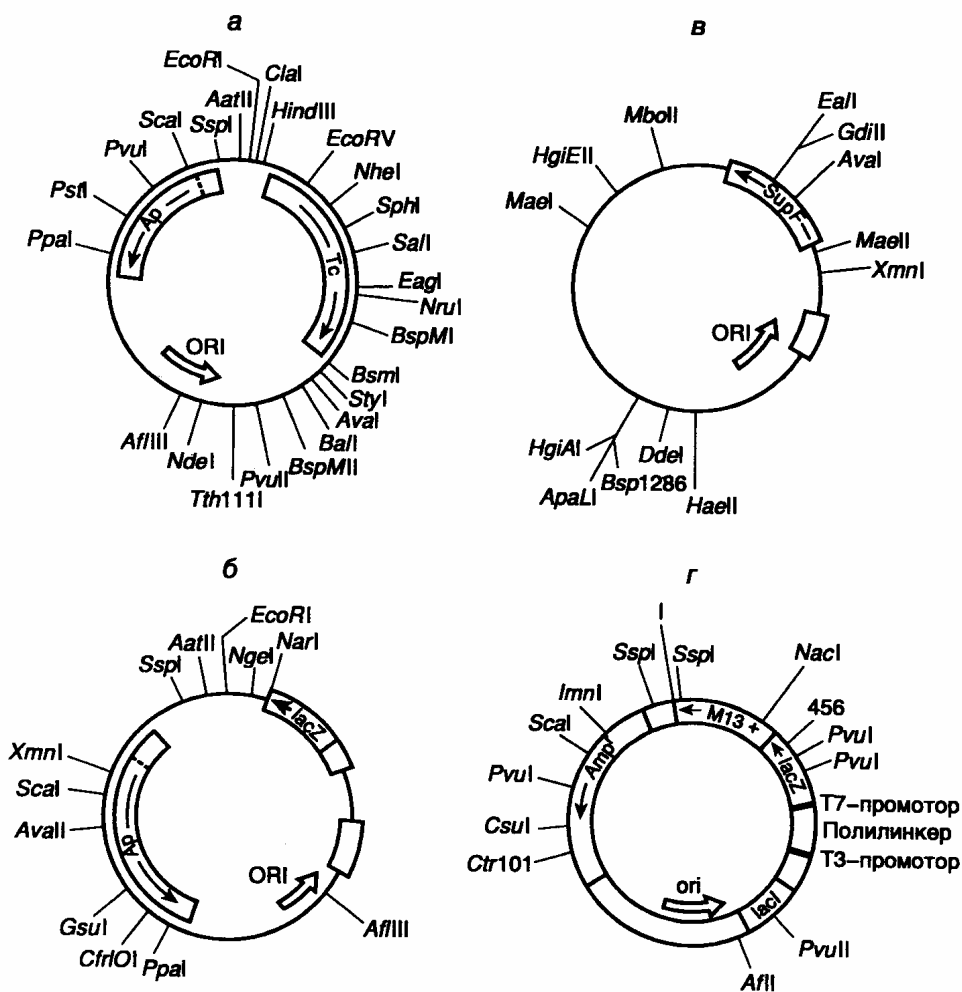 а
EcoRI
ClaI
AatII
HindIII
SspI
ScaI
EcoRV
PvuI
NheI
PstI
SphI
PpaI
SalI
Ap
Tc
EagI
NruI
BspMI
ORI
BsmI
StyI
AvaI
BalI
BspMII
PvuII
Tth111I
NdeI
AflIII
в
MboII
EaII
GdiII
AvaI
HgiEII
SupF
MaeI
MaeII
XmnI
ORI
HgiAI
DdeI
Bsp1286
ApaLI
HaeII
б
EcoRI
AatII
NgeI
NarI
SspI
lacZ
XmnI
ScaI
AvaII
Ap
ORI
GsuI
CfrIOI
PpaI
AflIII
г
I
SspI
SspI
NacI
ImnI
456
ScaI
M13 +
PvuI
Ampʳ
lacZ
PvuI
PvuI
Т7–промотор
CsuI
Полилинкер
Ctr101
Т3–промотор
ori
lacI
PvuII
AflI